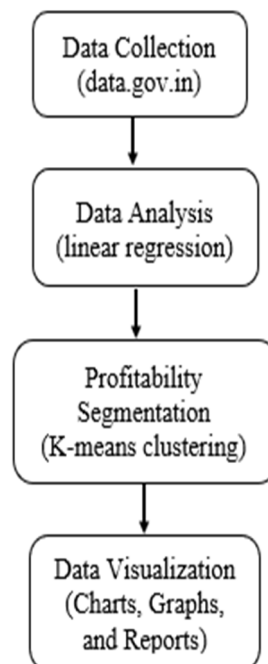 Data Collection
(data.gov.in)
Data Analysis
(linear regression)
Profitability
Segmentation
(K-means clustering)
Data Visualization
(Charts, Graphs,
and Reports)